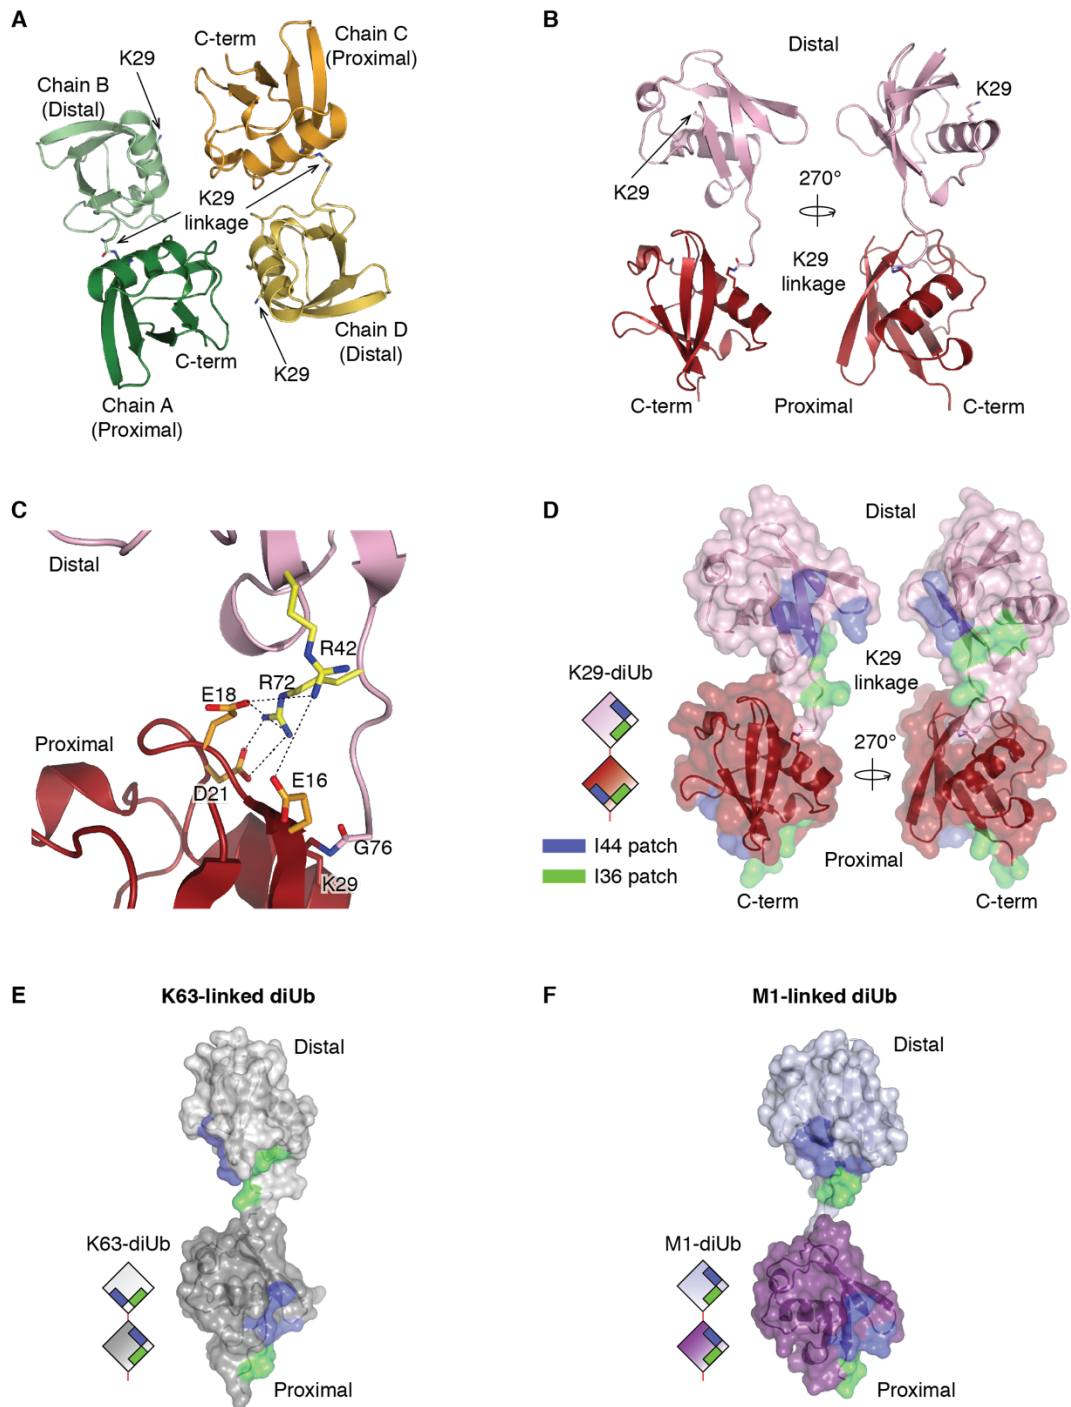 A
K29
C-term
Chain C
(Proximal)
Chain B
(Distal)
K29
linkage
C-term
Chain D
(Distal)
K29
Chain A
(Proximal)
B
Distal
K29
K29
270°
K29
linkage
C-term
Proximal
C-term
C
Distal
R42
R72
E18
Proximal
D21
E16
G76
K29
D
Distal
K29-diUb
K29
linkage
270°
I44 patch
I36 patch
Proximal
C-term
C-term
E
K63-linked diUb
Distal
K63-diUb
Proximal
F
M1-linked diUb
Distal
M1-diUb
Proximal